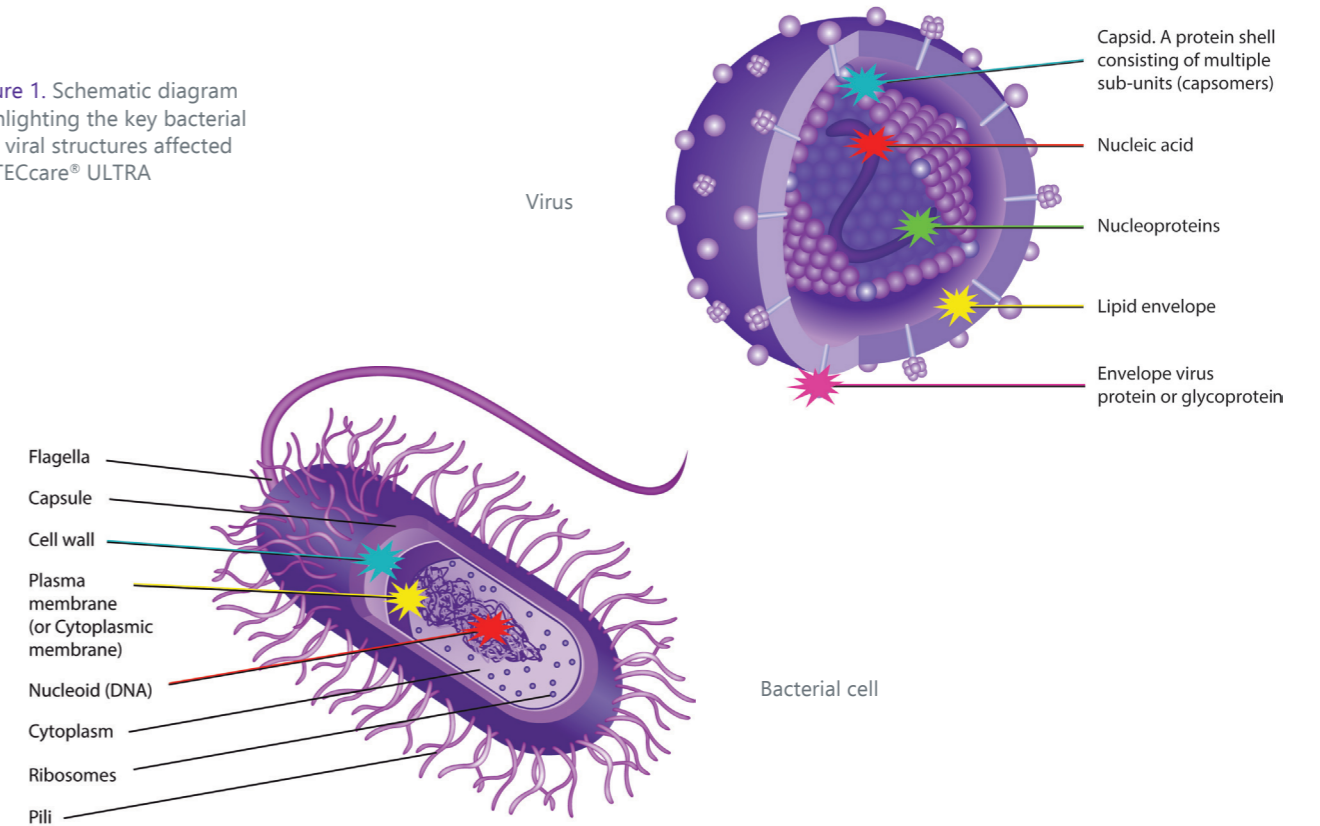 ure 1. Schematic diagram
hlighting the key bacterial
viral structures affected
TECcare® ULTRA
Virus
Capsid. A protein shell
consisting of multiple
sub-units (capsomers)
Nucleic acid
Nucleoproteins
Lipid envelope
Envelope virus
protein or glycoprotein
Flagella
Capsule
Cell wall
Plasma
membrane
(or Cytoplasmic
membrane)
Nucleoid (DNA)
Cytoplasm
Ribosomes
Pili
Bacterial cell